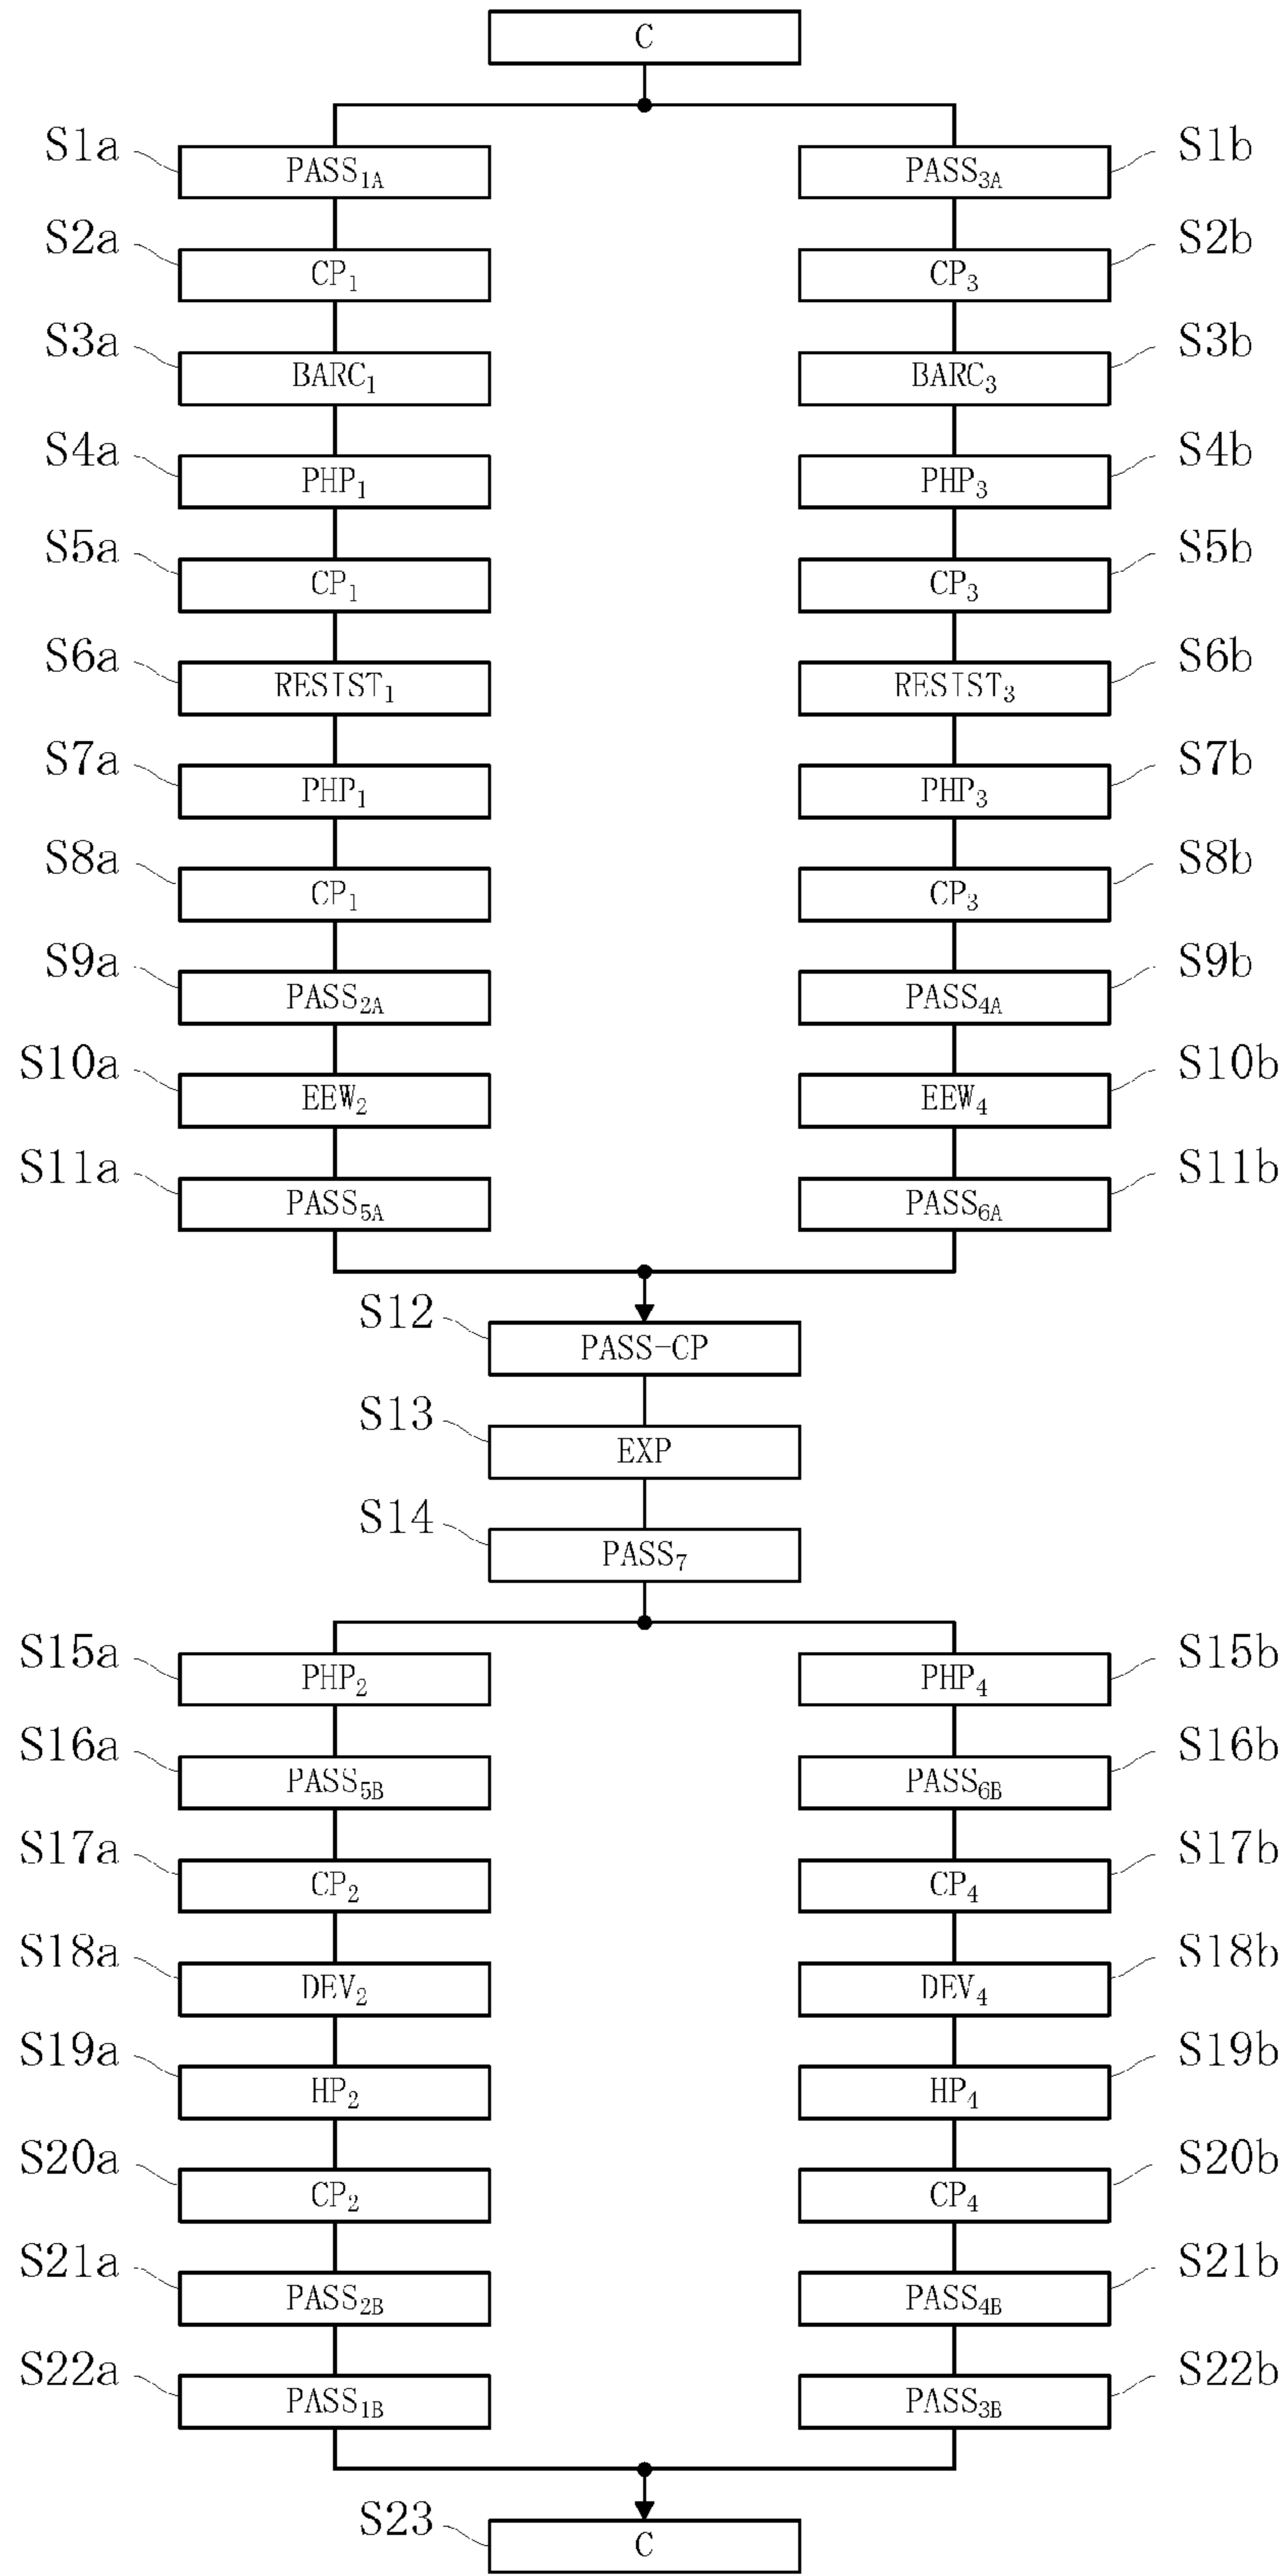 C
S1a PASS1A PASS3A S1b
S2a CP1 CP3 S2b
S3a BARC1 BARC3 S3b
S4a PHP1 PHP3 S4b
S5a CP1 CP3 S5b
S6a RESIST1 RESIST3 S6b
S7a PHP1 PHP3 S7b
S8a CP1 CP3 S8b
S9a PASS2A PASS4A S9b
S10a EEW2 EEW4 S10b
S11a PASS5A PASS6A S11b
S12 PASS-CP
S13 EXP
S14 PASS7
S15a PHP2 PHP4 S15b
S16a PASS5B PASS6B S16b
S17a CP2 CP4 S17b
S18a DEV2 DEV4 S18b
S19a HP2 HP4 S19b
S20a CP2 CP4 S20b
S21a PASS2B PASS4B S21b
S22a PASS1B PASS3B S22b
S23 C